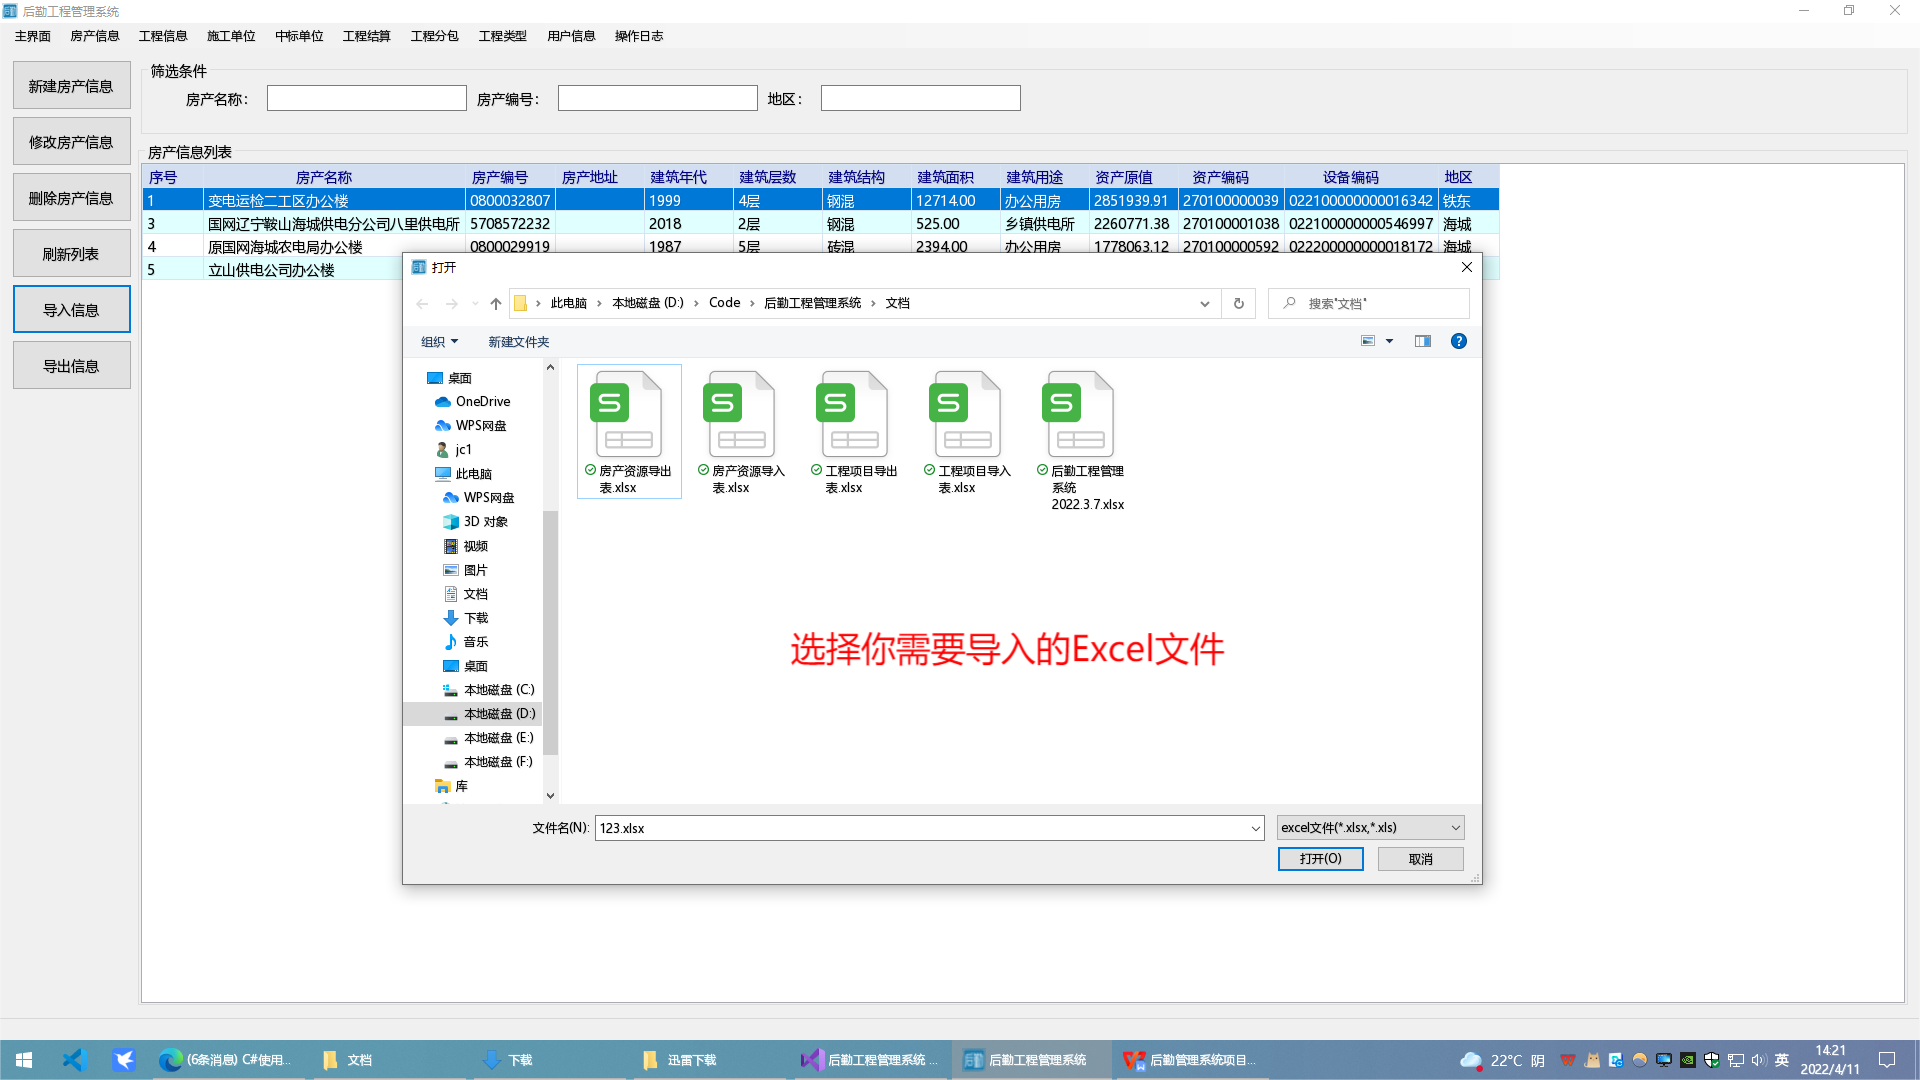 后勤工程管理系统
主界面 房产信息 工程信息 施工单位 中标单位 工程结算 工程分包 工程类型 用户信息 操作日志
新建房产信息
修改房产信息
删除房产信息
刷新列表
导入信息
导出信息
筛选条件
房产名称： 房产编号： 地区：
房产信息列表
序号 房产名称 房产编号 房产地址 建筑年代 建筑层数 建筑结构 建筑面积 建筑用途 资产原值 资产编码 设备编码 地区
1 变电运检二工区办公楼 0800032807 1999 4层 钢混 12714.00 办公用房 2851939.91 270100000039 022100000000016342 铁东
3 国网辽宁鞍山海城供电分公司八里供电所 5708572232 2018 2层 钢混 525.00 乡镇供电所 2260771.38 270100001038 022100000000546997 海城
4 原国网海城农电局办公楼 0800029919 1987 5层 砖混 2394.00 办公用房 1778063.12 270100000592 022200000000018172 海城
5 立山供电公司办公楼
打开
此电脑 › 本地磁盘 (D:) › Code › 后勤工程管理系统 › 文档
搜索"文档"
组织 新建文件夹
桌面
OneDrive
WPS网盘
jc1
此电脑
WPS网盘
3D 对象
视频
图片
文档
下载
音乐
桌面
本地磁盘 (C:)
本地磁盘 (D:)
本地磁盘 (E:)
本地磁盘 (F:)
库
房产资源导出
表.xlsx
房产资源导入
表.xlsx
工程项目导出
表.xlsx
工程项目导入
表.xlsx
后勤工程管理
系统
2022.3.7.xlsx
选择你需要导入的Excel文件
文件名(N): 123.xlsx
excel文件(*.xlsx,*.xls)
打开(O) 取消
(6条消息) C#使用... 文档 下载 迅雷下载 后勤工程管理系统 ... 后勤工程管理系统 后勤管理系统项目...
22°C 阴
英
14:21
2022/4/11